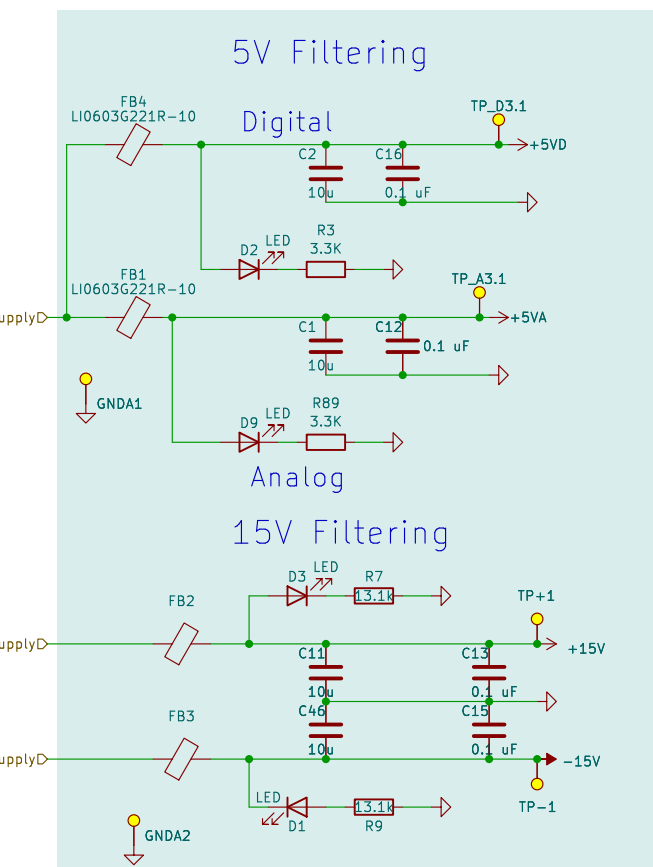 5V Filtering
FB4
LI0603G221R-10
Digital
TP_D3.1
C2
C16
+5VD
10u
0.1 uF
D2
LED
R3
3.3K
FB1
LI0603G221R-10
TP_A3.1
upply
C1
C12
+5VA
0.1 uF
10u
GNDA1
D9
LED
R89
3.3K
Analog
15V Filtering
D3
LED
R7
13.1k
FB2
TP+1
upply
C11
C13
+15V
10u
0.1 uF
FB3
C46
C15
10u
0.1 uF
upply
-15V
LED
D1
13.1k
R9
TP-1
GNDA2